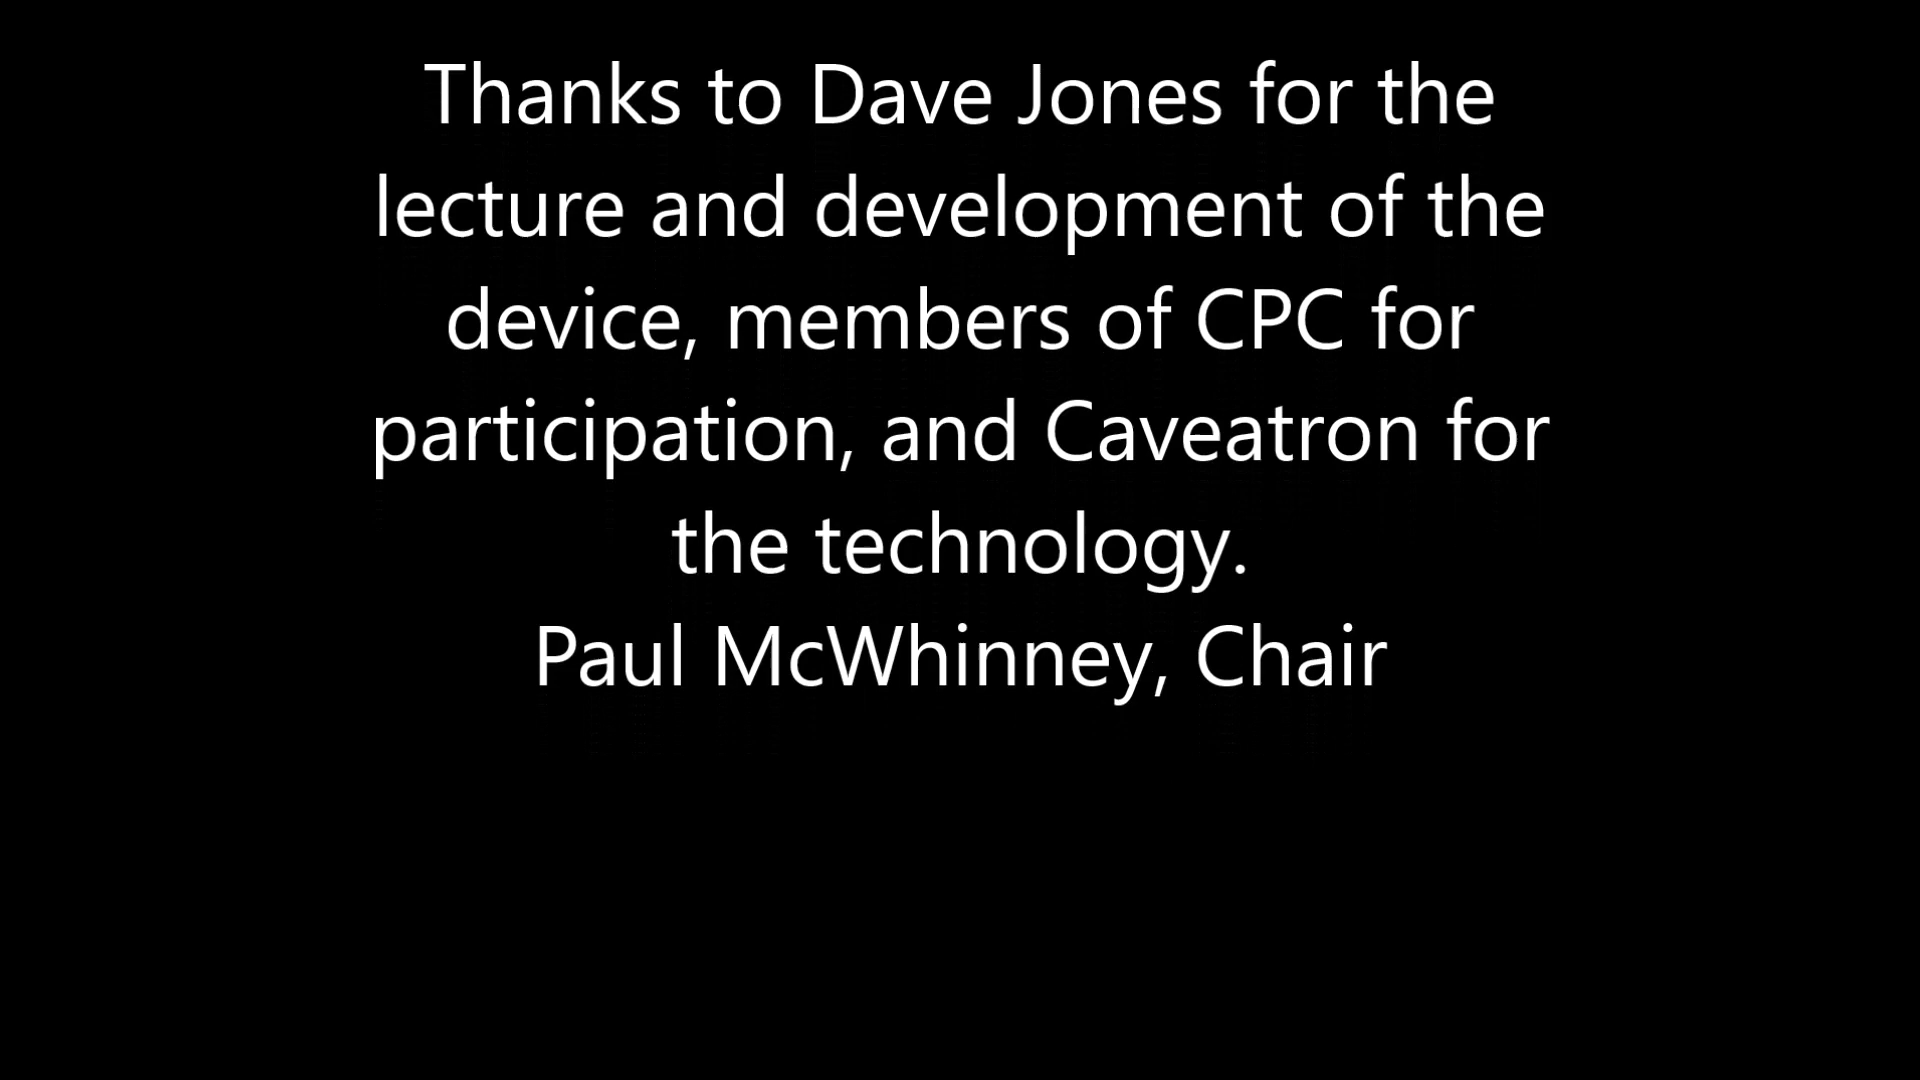 Thanks to Dave Jones for the
lecture and development of the
device, members of CPC for
participation, and Caveatron for
the technology.
Paul McWhinney, Chair